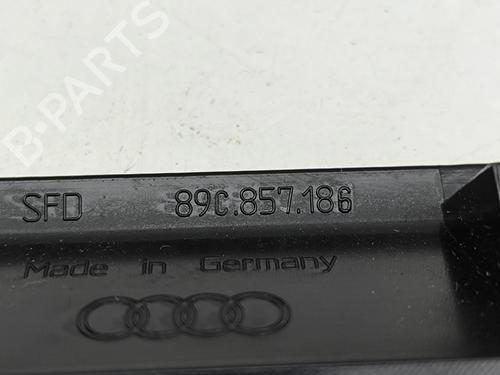 B-PARTS
SFD 89C.857.186
Made in Germany